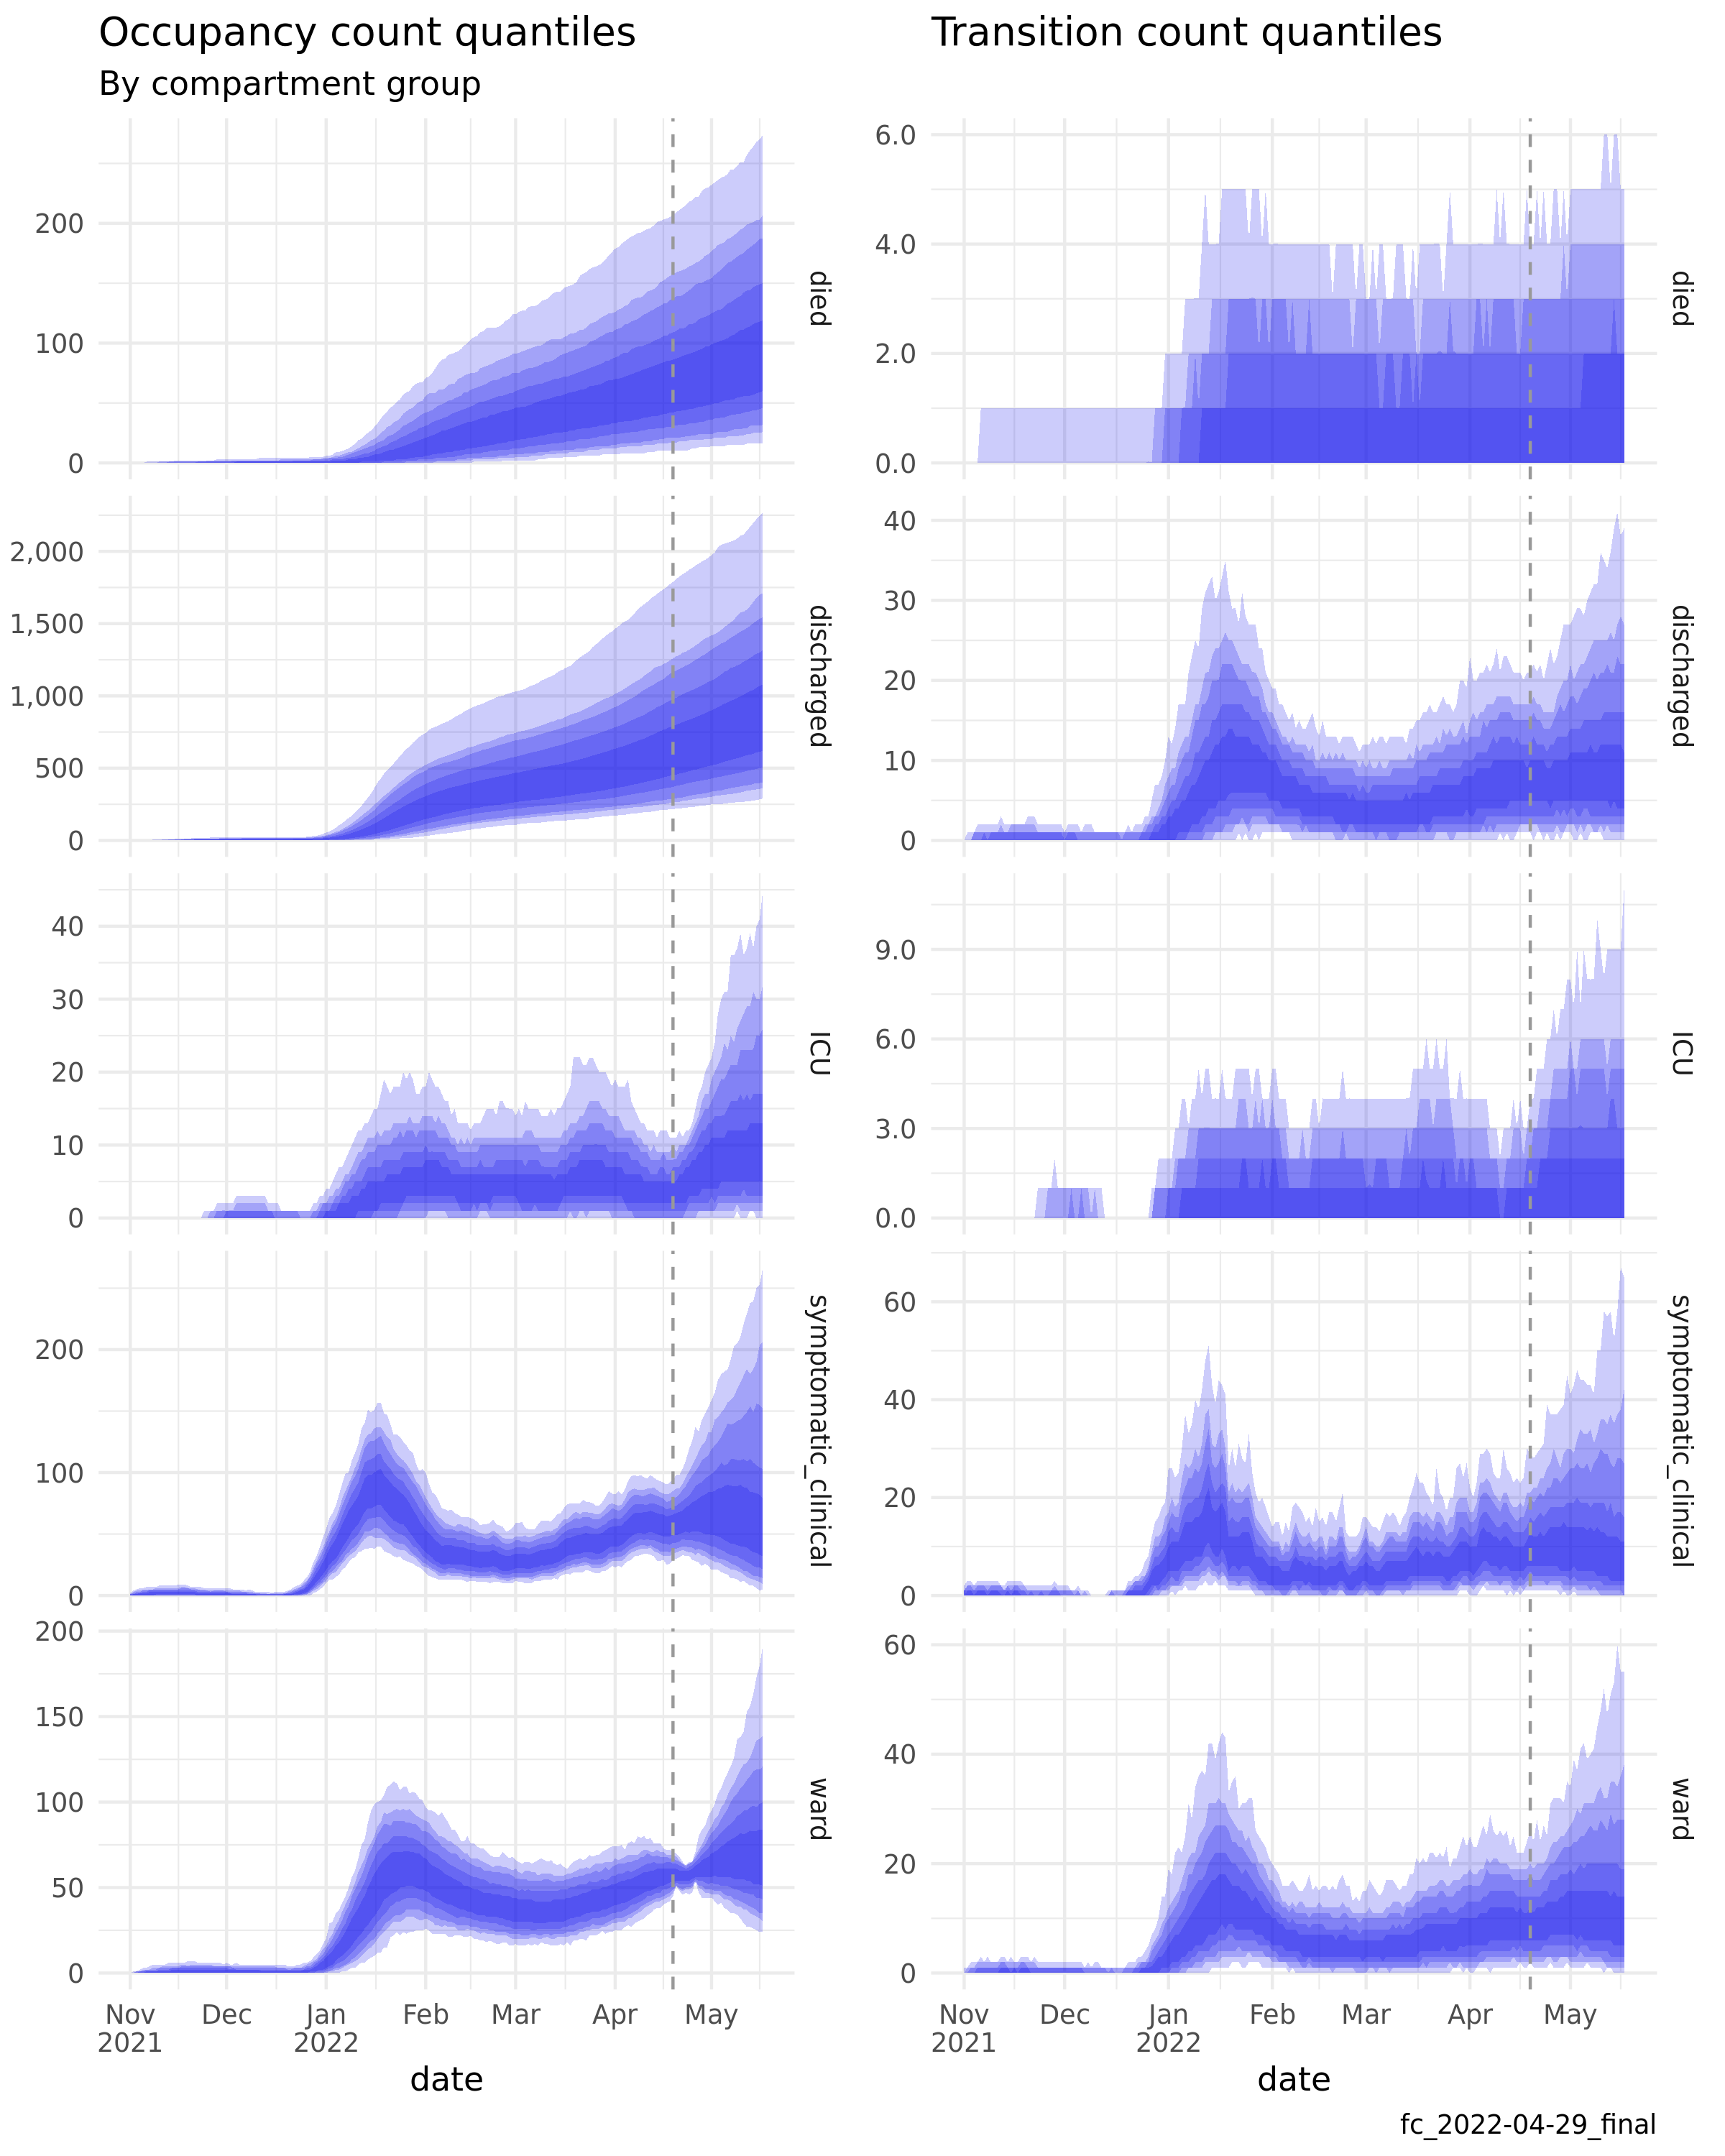 Occupancy count quantiles
By compartment group
200
100
0
died
2,000
1,500
1,000
500
0
discharged
40
30
20
10
0
ICU
200
100
0
symptomatic_clinical
200
150
100
50
0
ward
Nov Dec Jan Feb Mar Apr May
2021 2022
date
Transition count quantiles
6.0
4.0
2.0
0.0
died
40
30
20
10
0
discharged
9.0
6.0
3.0
0.0
ICU
60
40
20
0
symptomatic_clinical
60
40
20
0
ward
Nov Dec Jan Feb Mar Apr May
2021 2022
date
fc_2022-04-29_final